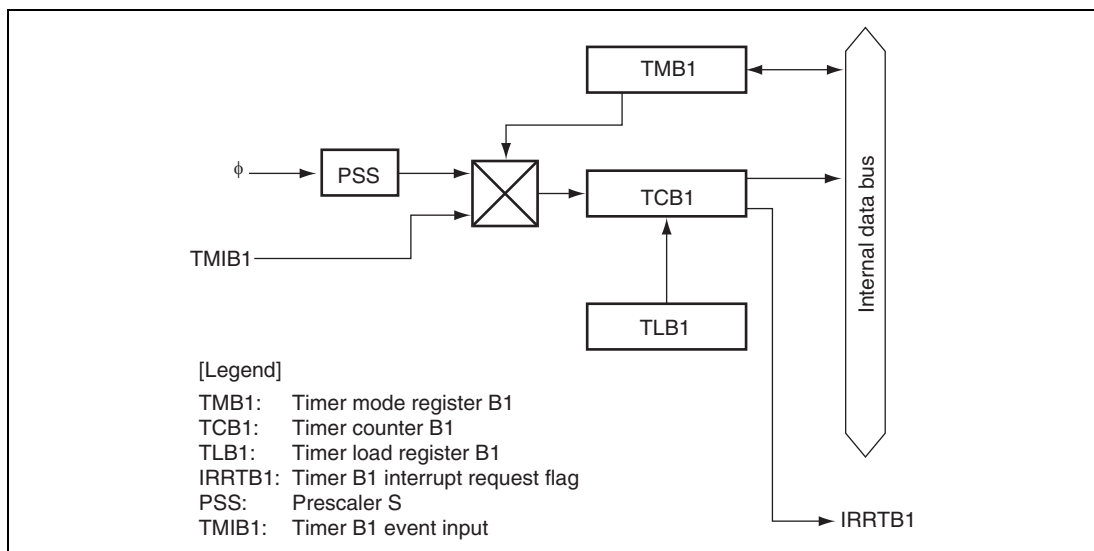 TMB1
φ
PSS
TCB1
TMIB1
TLB1
Internal data bus
[Legend]
TMB1: Timer mode register B1
TCB1: Timer counter B1
TLB1: Timer load register B1
IRRTB1: Timer B1 interrupt request flag
PSS: Prescaler S
TMIB1: Timer B1 event input
IRRTB1